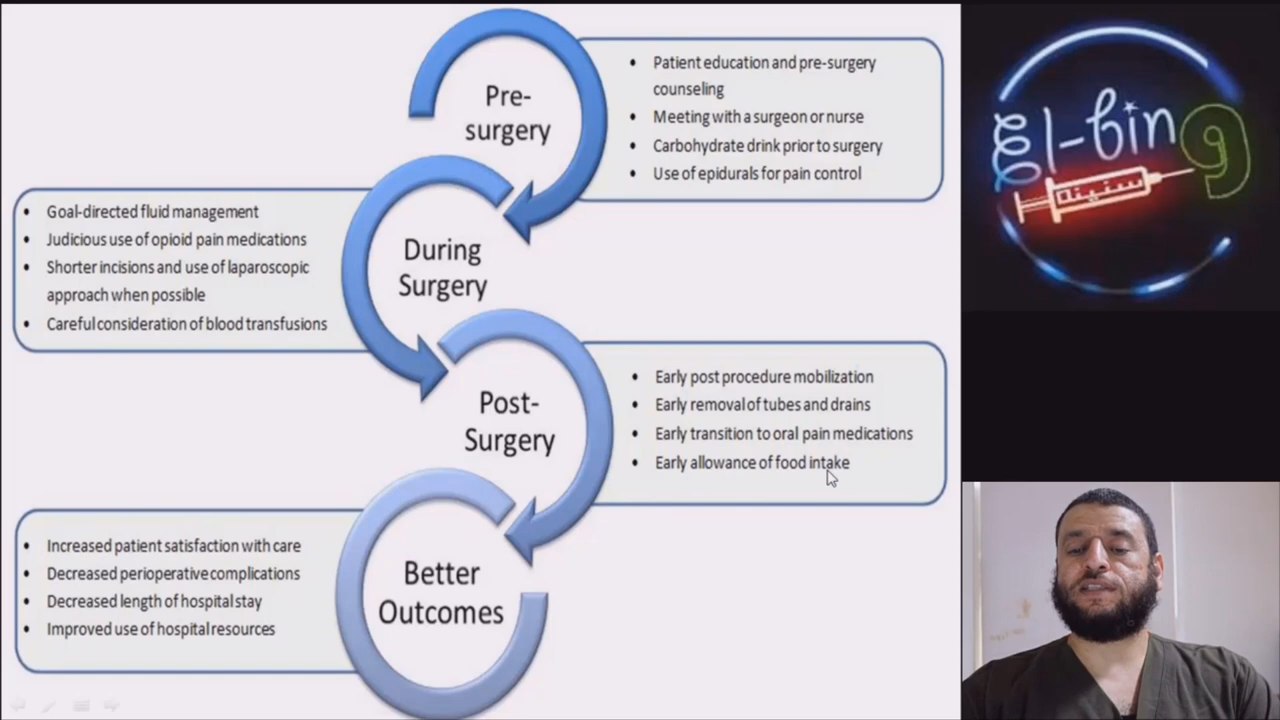 Pre-
surgery
• Patient education and pre-surgery
counseling
• Meeting with a surgeon or nurse
• Carbohydrate drink prior to surgery
• Use of epidurals for pain control
During
Surgery
• Goal-directed fluid management
• Judicious use of opioid pain medications
• Shorter incisions and use of laparoscopic
approach when possible
• Careful consideration of blood transfusions
Post-
Surgery
• Early post procedure mobilization
• Early removal of tubes and drains
• Early transition to oral pain medications
• Early allowance of food intake
Better
Outcomes
• Increased patient satisfaction with care
• Decreased perioperative complications
• Decreased length of hospital stay
• Improved use of hospital resources
El-bing
ستينته